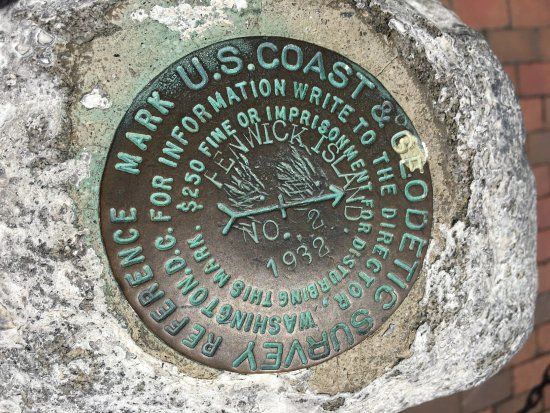 U.S. COAST & GEODETIC SURVEY REFERENCE MARK
FOR INFORMATION WRITE TO THE DIRECTOR, WASHINGTON, D.C.
$250 FINE OR IMPRISONMENT FOR DISTURBING THIS MARK.
FENWICK ISLAND
NO. 2
1932